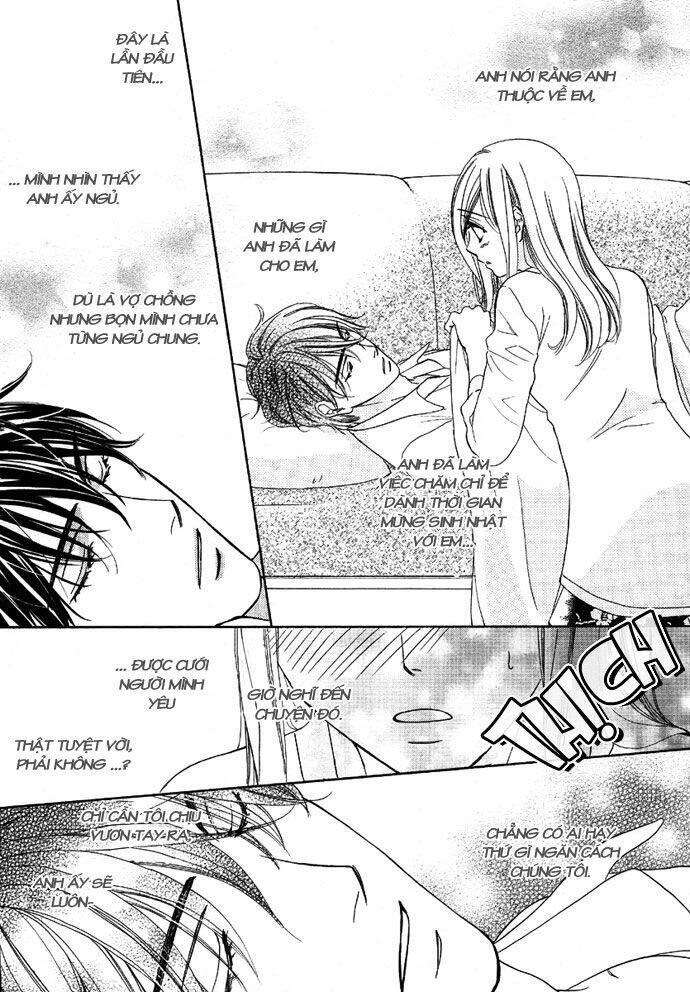 ANH NÓI RẰNG ANH
THUỘC VỀ EM,
NHỮNG GÌ
ANH ĐÃ LÀM
CHO EM,
ANH ĐÃ LÀM
VIỆC CHĂM CHỈ ĐỂ
DÀNH THỜI GIAN
MỪNG SINH NHẬT
VỚI EM...
ĐÂY LÀ
LẦN ĐẦU
TIÊN...
... MÌNH NHÌN THẤY
ANH ẤY NGỦ.
DÙ LÀ VỢ CHỒNG
NHƯNG BỌN MÌNH CHƯA
TỪNG NGỦ CHUNG.
GIỜ NGHĨ ĐẾN
CHUYỆN ĐÓ.
THỊCH
... ĐƯỢC CƯỚI
NGƯỜI MÌNH
YÊU
THẬT TUYỆT VỜI,
PHẢI KHÔNG ...?
CHỈ CẦN TÔI CHỊU
VƯƠN TAY RA,
CHẲNG CÓ AI HAY
THỨ GÌ NGĂN CÁCH
CHÚNG TÔI.
ANH ẤY SẼ
LUÔN-